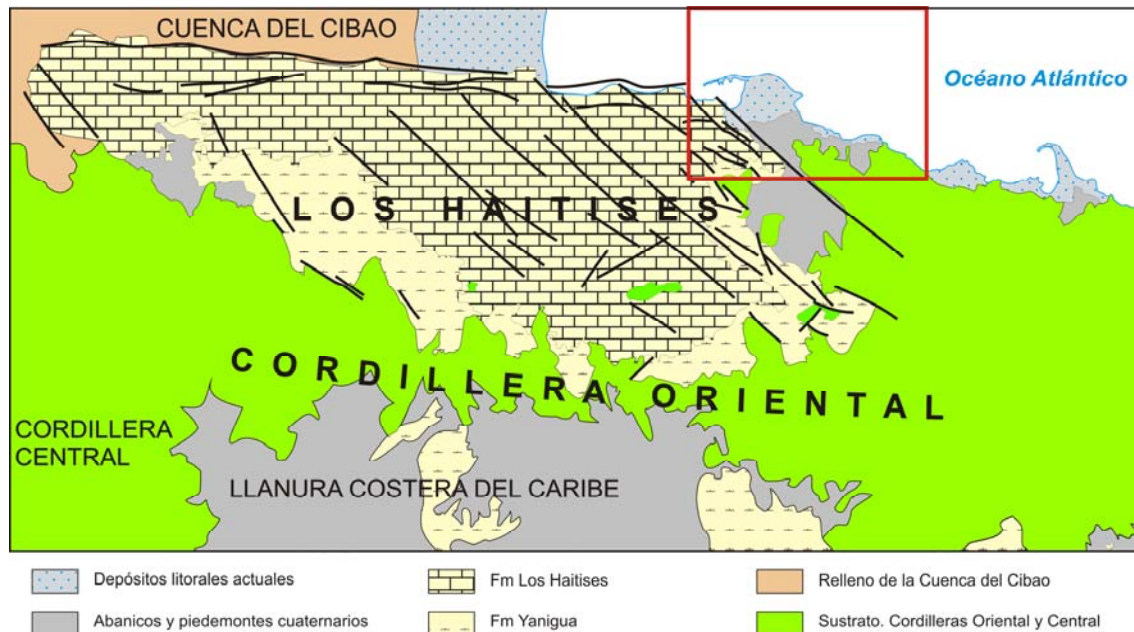 CUENCA DEL CIBAO
Océano Atlántico
LOS HAITISES
CORDILLERA ORIENTAL
CORDILLERA
CENTRAL
LLANURA COSTERA DEL CARIBE
Depósitos litorales actuales
Fm Los Haitises
Relleno de la Cuenca del Cibao
Abanicos y piedemontes cuaternarios
Fm Yanigua
Sustrato. Cordilleras Oriental y Central